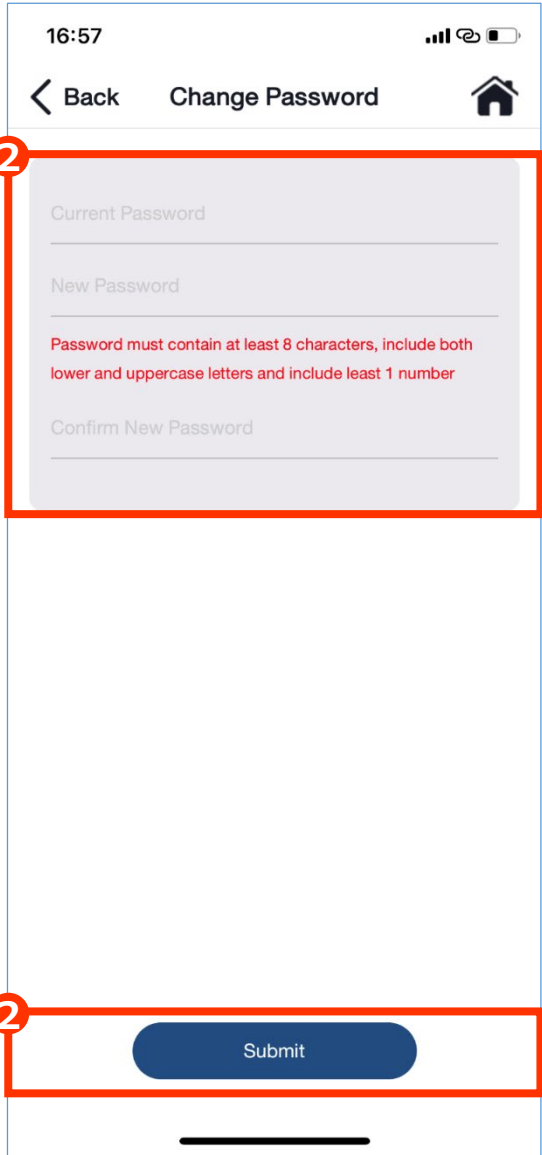 16:57
Back Change Password
2
Current Password
New Password
Password must contain at least 8 characters, include both
lower and uppercase letters and include least 1 number
Confirm New Password
2
Submit